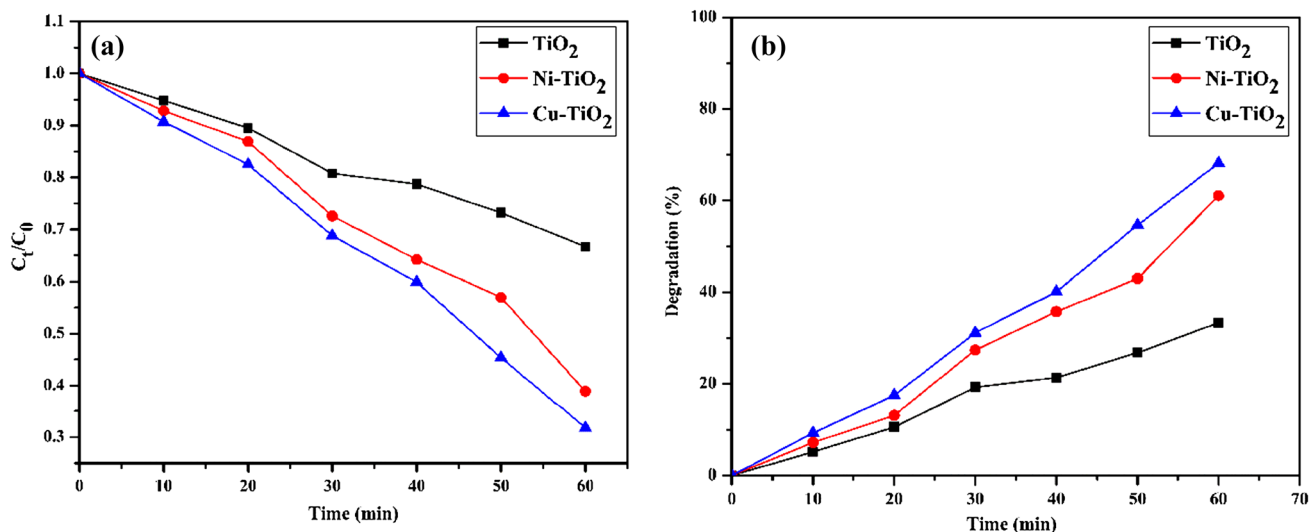 (a)
TiO2
Ni-TiO2
Cu-TiO2
1.1
1.0
0.9
0.8
0.7
0.6
0.5
0.4
0.3
Ct/C0
0 10 20 30 40 50 60
Time (min)
(b)
TiO2
Ni-TiO2
Cu-TiO2
100
80
60
40
20
0
Degradation (%)
0 10 20 30 40 50 60 70
Time (min)